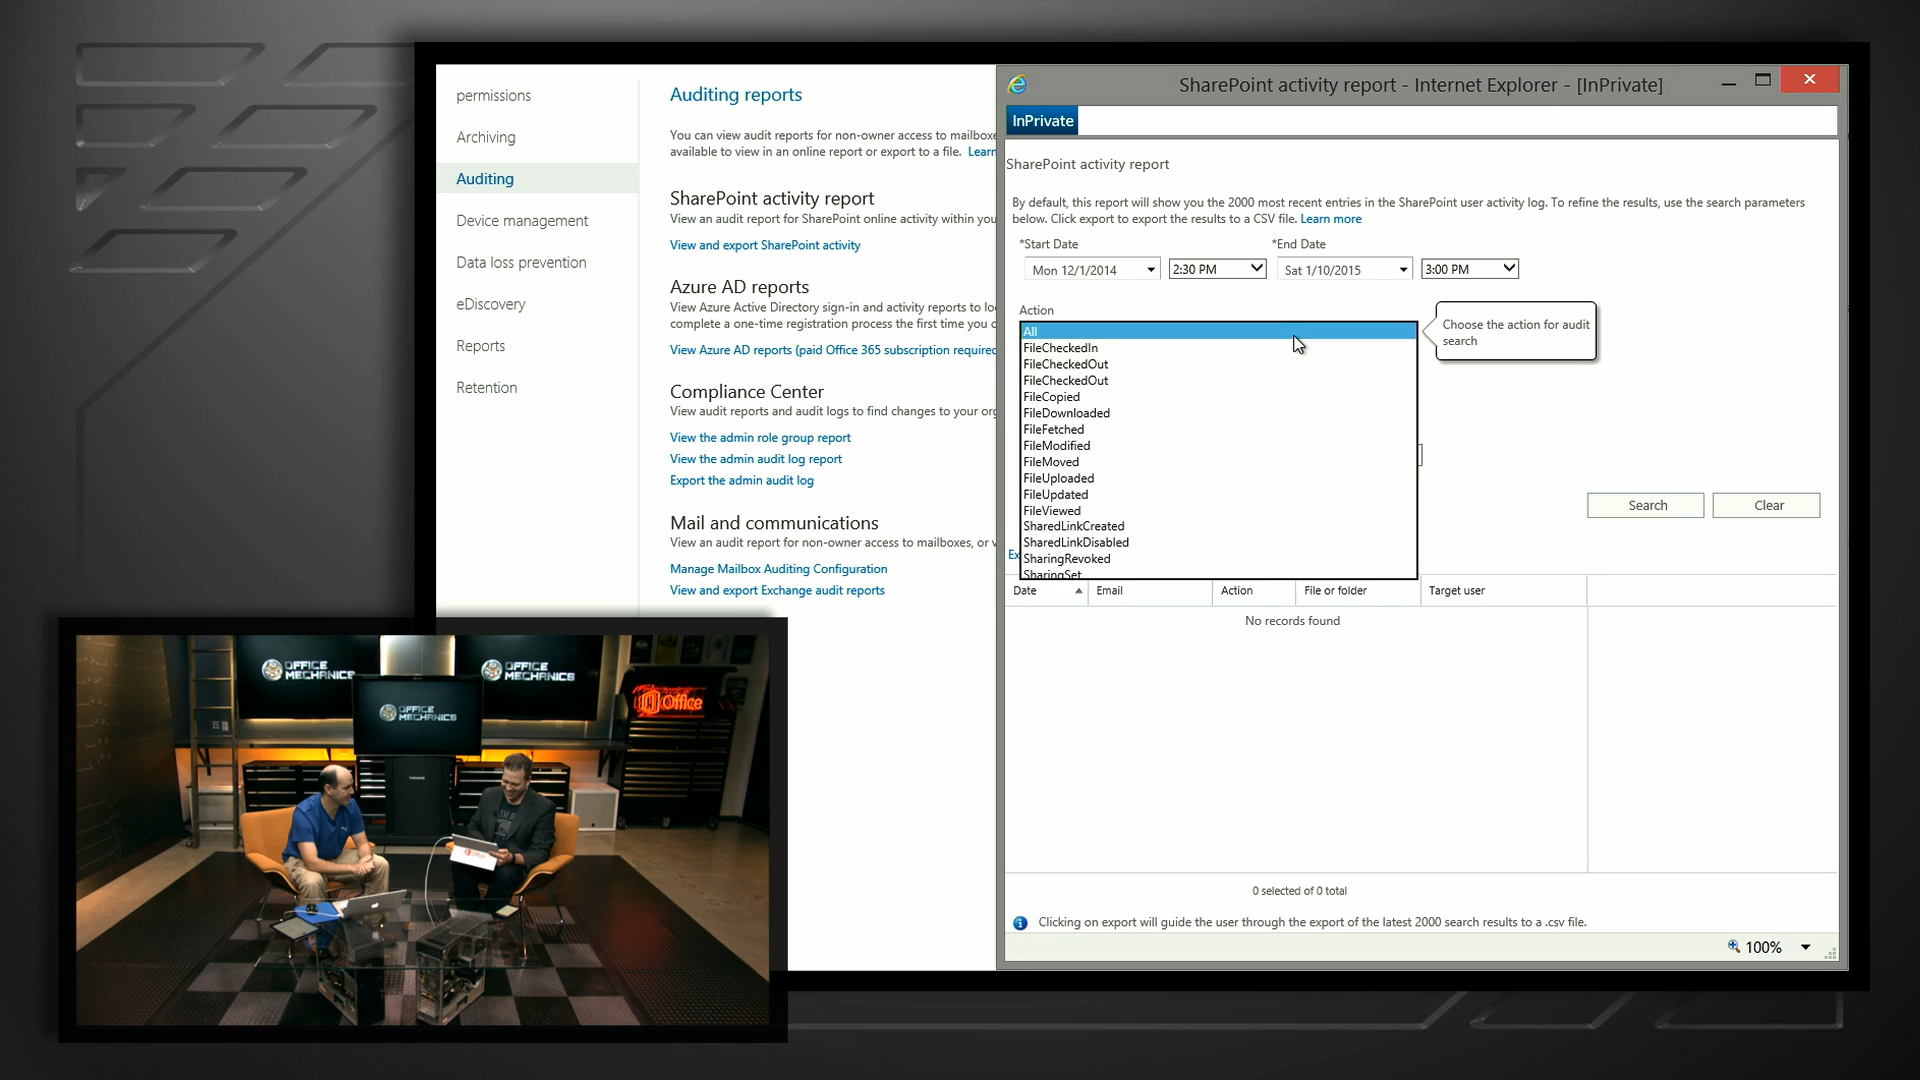 permissions
Archiving
Auditing
Device management
Data loss prevention
eDiscovery
Reports
Retention
Auditing reports
You can view audit reports for non-owner access to mailboxe
available to view in an online report or export to a file. Learn
SharePoint activity report
View an audit report for SharePoint online activity within you
View and export SharePoint activity
Azure AD reports
View Azure Active Directory sign-in and activity reports to lo
complete a one-time registration process the first time you c
View Azure AD reports (paid Office 365 subscription required
Compliance Center
View audit reports and audit logs to find changes to your org
View the admin role group report
View the admin audit log report
Export the admin audit log
Mail and communications
View an audit report for non-owner access to mailboxes, or v
Manage Mailbox Auditing Configuration
View and export Exchange audit reports
SharePoint activity report - Internet Explorer - [InPrivate]
InPrivate
SharePoint activity report
By default, this report will show you the 2000 most recent entries in the SharePoint user activity log. To refine the results, use the search parameters
below. Click export to export the results to a CSV file. Learn more
*Start Date *End Date
Mon 12/1/2014 2:30 PM Sat 1/10/2015 3:00 PM
Action
All
FileCheckedIn
FileCheckedOut
FileCheckedOut
FileCopied
FileDownloaded
FileFetched
FileModified
FileMoved
FileUploaded
FileUpdated
FileViewed
SharedLinkCreated
SharedLinkDisabled
SharingRevoked
SharingSet
Choose the action for audit
search
Search Clear
Ex
Date Email Action File or folder Target user
No records found
0 selected of 0 total
Clicking on export will guide the user through the export of the latest 2000 search results to a .csv file.
100%
OFFICE
MECHANICS
OFFICE
MECHANICS
OFFICE
MECHANICS
Office